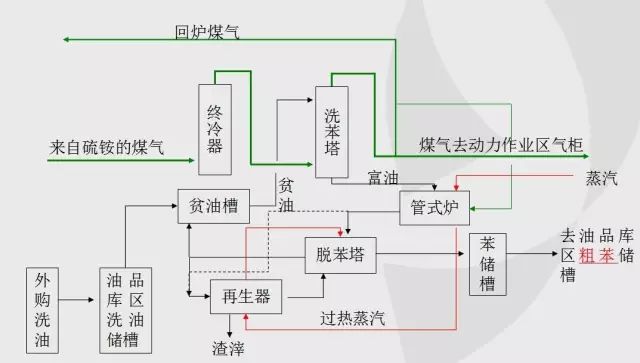 回炉煤气
终冷器
洗苯塔
来自硫铵的煤气
煤气去动力作业区气柜
贫油
富油
蒸汽
贫油槽
管式炉
脱苯塔
苯储槽
去油品库
区粗苯储
槽
外购洗油
油品
库区
洗油
储槽
再生器
过热蒸汽
渣滓